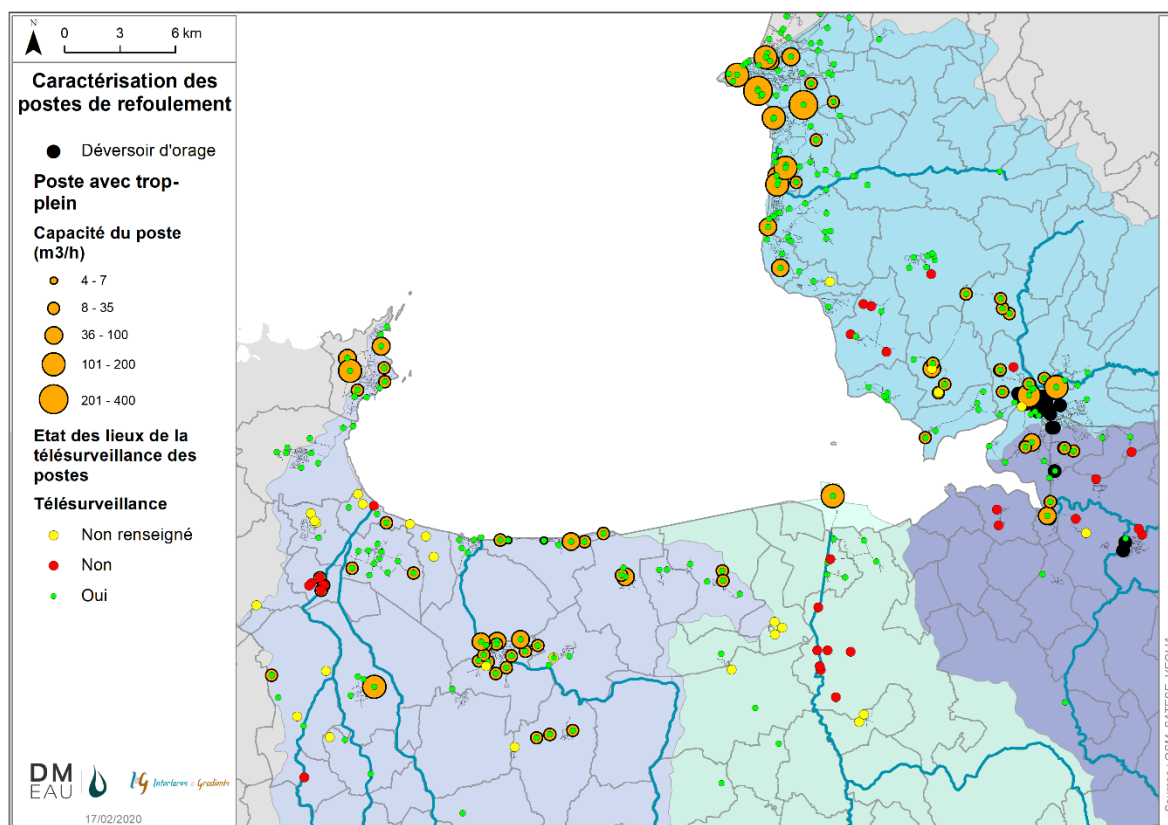 N
0 3 6 km
Caractérisation des
postes de refoulement
Déversoir d'orage
Poste avec trop-
plein
Capacité du poste
(m3/h)
4 - 7
8 - 35
36 - 100
101 - 200
201 - 400
Etat des lieux de la
télésurveillance des
postes
Télésurveillance
Non renseigné
Non
Oui
DM
EAU
I&G Interfaces & Gradients
17/02/2020